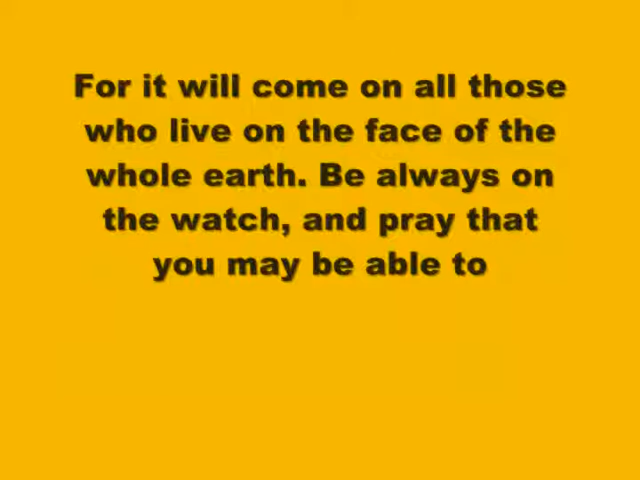 For it will come on all those
who live on the face of the
whole earth. Be always on
the watch, and pray that
you may be able to